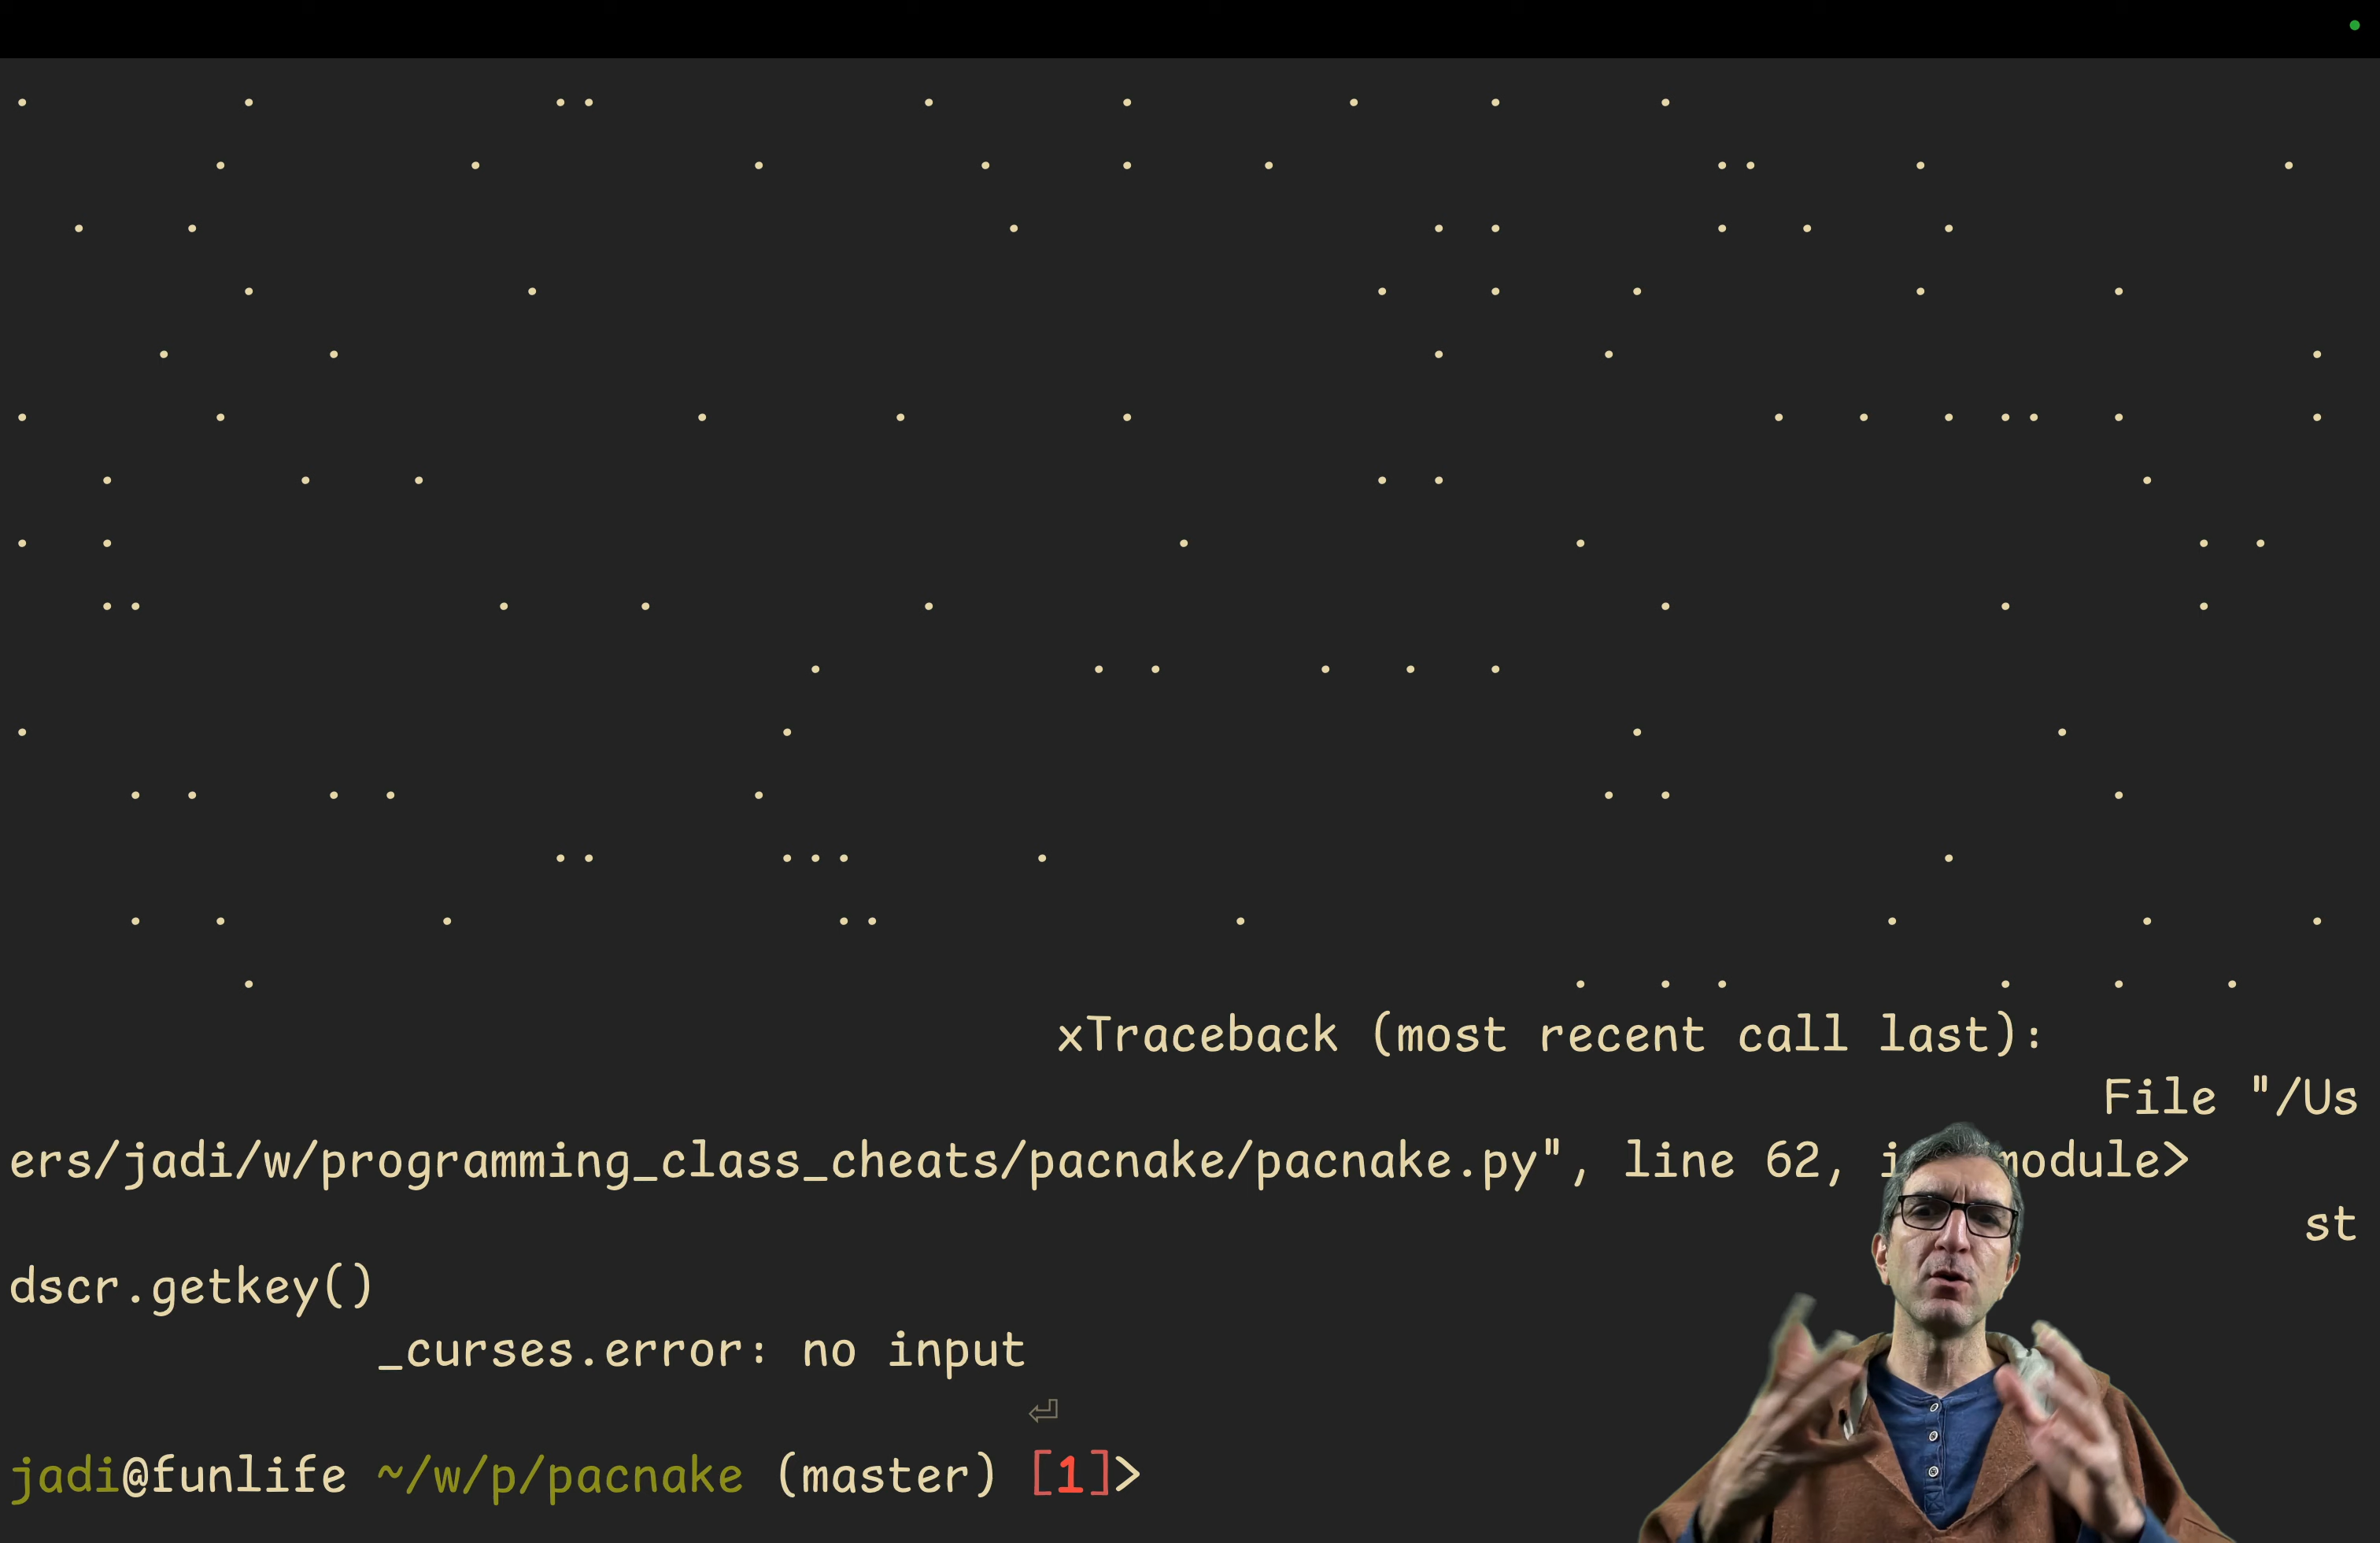 xTraceback (most recent call last):
File "/Us
ers/jadi/w/programming_class_cheats/pacnake/pacnake.py", line 62, i module>
st
dscr.getkey()
_curses.error: no input
⏎
jadi@funlife ~/w/p/pacnake (master) [1]>